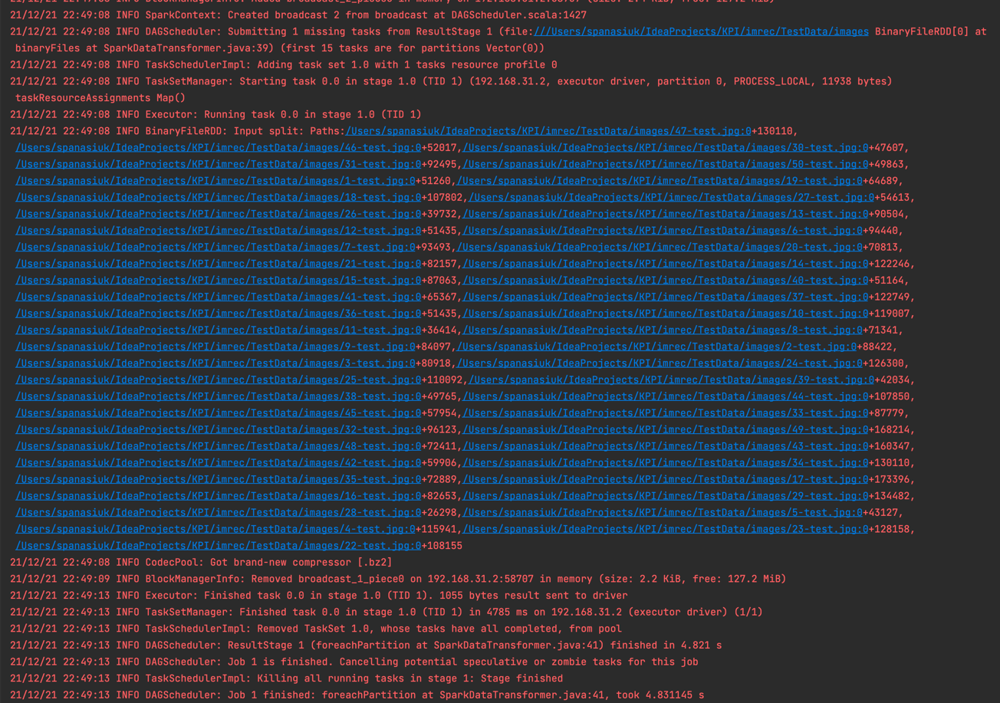 21/12/21 22:49:08 INFO SparkContext: Created broadcast 2 from broadcast at DAGScheduler.scala:1427
21/12/21 22:49:08 INFO DAGScheduler: Submitting 1 missing tasks from ResultStage 1 (file:///Users/spanasiuk/IdeaProjects/KPI/imrec/TestData/images BinaryFileRDD[0] at
binaryFiles at SparkDataTransformer.java:39) (first 15 tasks are for partitions Vector(0))
21/12/21 22:49:08 INFO TaskSchedulerImpl: Adding task set 1.0 with 1 tasks resource profile 0
21/12/21 22:49:08 INFO TaskSetManager: Starting task 0.0 in stage 1.0 (TID 1) (192.168.31.2, executor driver, partition 0, PROCESS_LOCAL, 11938 bytes)
taskResourceAssignments Map()
21/12/21 22:49:08 INFO Executor: Running task 0.0 in stage 1.0 (TID 1)
21/12/21 22:49:08 INFO BinaryFileRDD: Input split: Paths:/Users/spanasiuk/IdeaProjects/KPI/imrec/TestData/images/47-test.jpg:0+130110,
/Users/spanasiuk/IdeaProjects/KPI/imrec/TestData/images/46-test.jpg:0+52017,/Users/spanasiuk/IdeaProjects/KPI/imrec/TestData/images/30-test.jpg:0+47607,
/Users/spanasiuk/IdeaProjects/KPI/imrec/TestData/images/31-test.jpg:0+92495,/Users/spanasiuk/IdeaProjects/KPI/imrec/TestData/images/50-test.jpg:0+49863,
/Users/spanasiuk/IdeaProjects/KPI/imrec/TestData/images/1-test.jpg:0+51260,/Users/spanasiuk/IdeaProjects/KPI/imrec/TestData/images/19-test.jpg:0+64689,
/Users/spanasiuk/IdeaProjects/KPI/imrec/TestData/images/18-test.jpg:0+107802,/Users/spanasiuk/IdeaProjects/KPI/imrec/TestData/images/27-test.jpg:0+54613,
/Users/spanasiuk/IdeaProjects/KPI/imrec/TestData/images/26-test.jpg:0+39732,/Users/spanasiuk/IdeaProjects/KPI/imrec/TestData/images/13-test.jpg:0+90504,
/Users/spanasiuk/IdeaProjects/KPI/imrec/TestData/images/12-test.jpg:0+51435,/Users/spanasiuk/IdeaProjects/KPI/imrec/TestData/images/6-test.jpg:0+94440,
/Users/spanasiuk/IdeaProjects/KPI/imrec/TestData/images/7-test.jpg:0+93493,/Users/spanasiuk/IdeaProjects/KPI/imrec/TestData/images/20-test.jpg:0+70813,
/Users/spanasiuk/IdeaProjects/KPI/imrec/TestData/images/21-test.jpg:0+82157,/Users/spanasiuk/IdeaProjects/KPI/imrec/TestData/images/14-test.jpg:0+122246,
/Users/spanasiuk/IdeaProjects/KPI/imrec/TestData/images/15-test.jpg:0+87063,/Users/spanasiuk/IdeaProjects/KPI/imrec/TestData/images/40-test.jpg:0+51164,
/Users/spanasiuk/IdeaProjects/KPI/imrec/TestData/images/41-test.jpg:0+65367,/Users/spanasiuk/IdeaProjects/KPI/imrec/TestData/images/37-test.jpg:0+122749,
/Users/spanasiuk/IdeaProjects/KPI/imrec/TestData/images/36-test.jpg:0+51435,/Users/spanasiuk/IdeaProjects/KPI/imrec/TestData/images/10-test.jpg:0+119007,
/Users/spanasiuk/IdeaProjects/KPI/imrec/TestData/images/11-test.jpg:0+36414,/Users/spanasiuk/IdeaProjects/KPI/imrec/TestData/images/8-test.jpg:0+71341,
/Users/spanasiuk/IdeaProjects/KPI/imrec/TestData/images/9-test.jpg:0+84097,/Users/spanasiuk/IdeaProjects/KPI/imrec/TestData/images/2-test.jpg:0+88422,
/Users/spanasiuk/IdeaProjects/KPI/imrec/TestData/images/3-test.jpg:0+80918,/Users/spanasiuk/IdeaProjects/KPI/imrec/TestData/images/24-test.jpg:0+126300,
/Users/spanasiuk/IdeaProjects/KPI/imrec/TestData/images/25-test.jpg:0+110092,/Users/spanasiuk/IdeaProjects/KPI/imrec/TestData/images/39-test.jpg:0+42034,
/Users/spanasiuk/IdeaProjects/KPI/imrec/TestData/images/38-test.jpg:0+49765,/Users/spanasiuk/IdeaProjects/KPI/imrec/TestData/images/44-test.jpg:0+107850,
/Users/spanasiuk/IdeaProjects/KPI/imrec/TestData/images/45-test.jpg:0+57954,/Users/spanasiuk/IdeaProjects/KPI/imrec/TestData/images/33-test.jpg:0+87779,
/Users/spanasiuk/IdeaProjects/KPI/imrec/TestData/images/32-test.jpg:0+96123,/Users/spanasiuk/IdeaProjects/KPI/imrec/TestData/images/49-test.jpg:0+168214,
/Users/spanasiuk/IdeaProjects/KPI/imrec/TestData/images/48-test.jpg:0+72411,/Users/spanasiuk/IdeaProjects/KPI/imrec/TestData/images/43-test.jpg:0+160347,
/Users/spanasiuk/IdeaProjects/KPI/imrec/TestData/images/42-test.jpg:0+59906,/Users/spanasiuk/IdeaProjects/KPI/imrec/TestData/images/34-test.jpg:0+130110,
/Users/spanasiuk/IdeaProjects/KPI/imrec/TestData/images/35-test.jpg:0+72889,/Users/spanasiuk/IdeaProjects/KPI/imrec/TestData/images/17-test.jpg:0+173396,
/Users/spanasiuk/IdeaProjects/KPI/imrec/TestData/images/16-test.jpg:0+82653,/Users/spanasiuk/IdeaProjects/KPI/imrec/TestData/images/29-test.jpg:0+134482,
/Users/spanasiuk/IdeaProjects/KPI/imrec/TestData/images/28-test.jpg:0+26298,/Users/spanasiuk/IdeaProjects/KPI/imrec/TestData/images/5-test.jpg:0+43127,
/Users/spanasiuk/IdeaProjects/KPI/imrec/TestData/images/4-test.jpg:0+115941,/Users/spanasiuk/IdeaProjects/KPI/imrec/TestData/images/23-test.jpg:0+128158,
/Users/spanasiuk/IdeaProjects/KPI/imrec/TestData/images/22-test.jpg:0+108155
21/12/21 22:49:08 INFO CodecPool: Got brand-new compressor [.bz2]
21/12/21 22:49:09 INFO BlockManagerInfo: Removed broadcast_1_piece0 on 192.168.31.2:58707 in memory (size: 2.2 KiB, free: 127.2 MiB)
21/12/21 22:49:13 INFO Executor: Finished task 0.0 in stage 1.0 (TID 1). 1055 bytes result sent to driver
21/12/21 22:49:13 INFO TaskSetManager: Finished task 0.0 in stage 1.0 (TID 1) in 4785 ms on 192.168.31.2 (executor driver) (1/1)
21/12/21 22:49:13 INFO TaskSchedulerImpl: Removed TaskSet 1.0, whose tasks have all completed, from pool
21/12/21 22:49:13 INFO DAGScheduler: ResultStage 1 (foreachPartition at SparkDataTransformer.java:41) finished in 4.821 s
21/12/21 22:49:13 INFO DAGScheduler: Job 1 is finished. Cancelling potential speculative or zombie tasks for this job
21/12/21 22:49:13 INFO TaskSchedulerImpl: Killing all running tasks in stage 1: Stage finished
21/12/21 22:49:13 INFO DAGScheduler: Job 1 finished: foreachPartition at SparkDataTransformer.java:41, took 4.831145 s